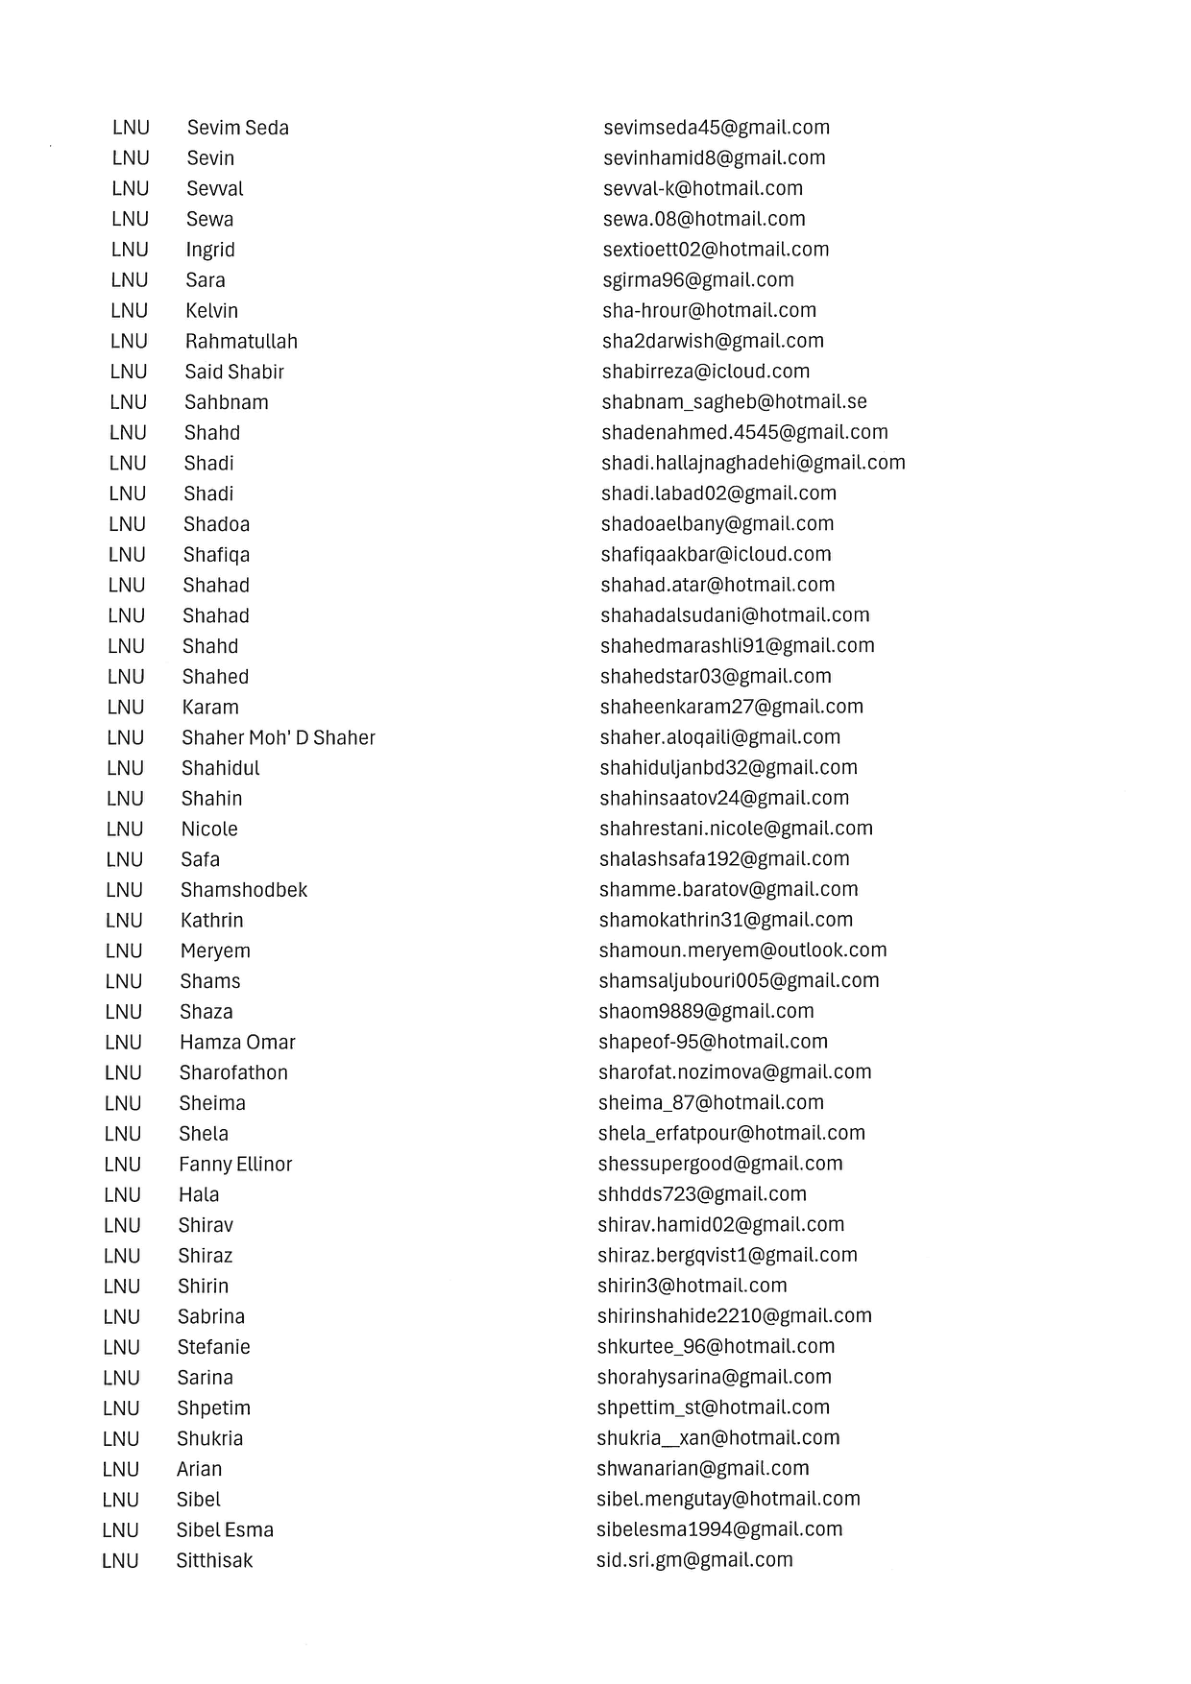 LNU Sevim Seda sevimseda45@gmail.com
LNU Sevin sevinhamid8@gmail.com
LNU Sevval sevval-k@hotmail.com
LNU Sewa sewa.08@hotmail.com
LNU Ingrid sextioett02@hotmail.com
LNU Sara sgirma96@gmail.com
LNU Kelvin sha-hrour@hotmail.com
LNU Rahmatullah sha2darwish@gmail.com
LNU Said Shabir shabirreza@icloud.com
LNU Sahbnam shabnam_sagheb@hotmail.se
LNU Shahd shadenahmed.4545@gmail.com
LNU Shadi shadi.hallajnaghadehi@gmail.com
LNU Shadi shadi.labad02@gmail.com
LNU Shadoa shadoaelbany@gmail.com
LNU Shafiqa shafiqaakbar@icloud.com
LNU Shahad shahad.atar@hotmail.com
LNU Shahad shahadalsudani@hotmail.com
LNU Shahd shahedmarashli91@gmail.com
LNU Shahed shahedstar03@gmail.com
LNU Karam shaheenkaram27@gmail.com
LNU Shaher Moh' D Shaher shaher.aloqaili@gmail.com
LNU Shahidul shahiduljanbd32@gmail.com
LNU Shahin shahinsaatov24@gmail.com
LNU Nicole shahrestani.nicole@gmail.com
LNU Safa shalashsafa192@gmail.com
LNU Shamshodbek shamme.baratov@gmail.com
LNU Kathrin shamokathrin31@gmail.com
LNU Meryem shamoun.meryem@outlook.com
LNU Shams shamsaljubouri005@gmail.com
LNU Shaza shaom9889@gmail.com
LNU Hamza Omar shapeof-95@hotmail.com
LNU Sharofathon sharofat.nozimova@gmail.com
LNU Sheima sheima_87@hotmail.com
LNU Shela shela_erfatpour@hotmail.com
LNU Fanny Ellinor shessupergood@gmail.com
LNU Hala shhdds723@gmail.com
LNU Shirav shirav.hamid02@gmail.com
LNU Shiraz shiraz.bergqvist1@gmail.com
LNU Shirin shirin3@hotmail.com
LNU Sabrina shirinshahide2210@gmail.com
LNU Stefanie shkurtee_96@hotmail.com
LNU Sarina shorahysarina@gmail.com
LNU Shpetim shpettim_st@hotmail.com
LNU Shukria shukria__xan@hotmail.com
LNU Arian shwanarian@gmail.com
LNU Sibel sibel.mengutay@hotmail.com
LNU Sibel Esma sibelesma1994@gmail.com
LNU Sitthisak sid.sri.gm@gmail.com